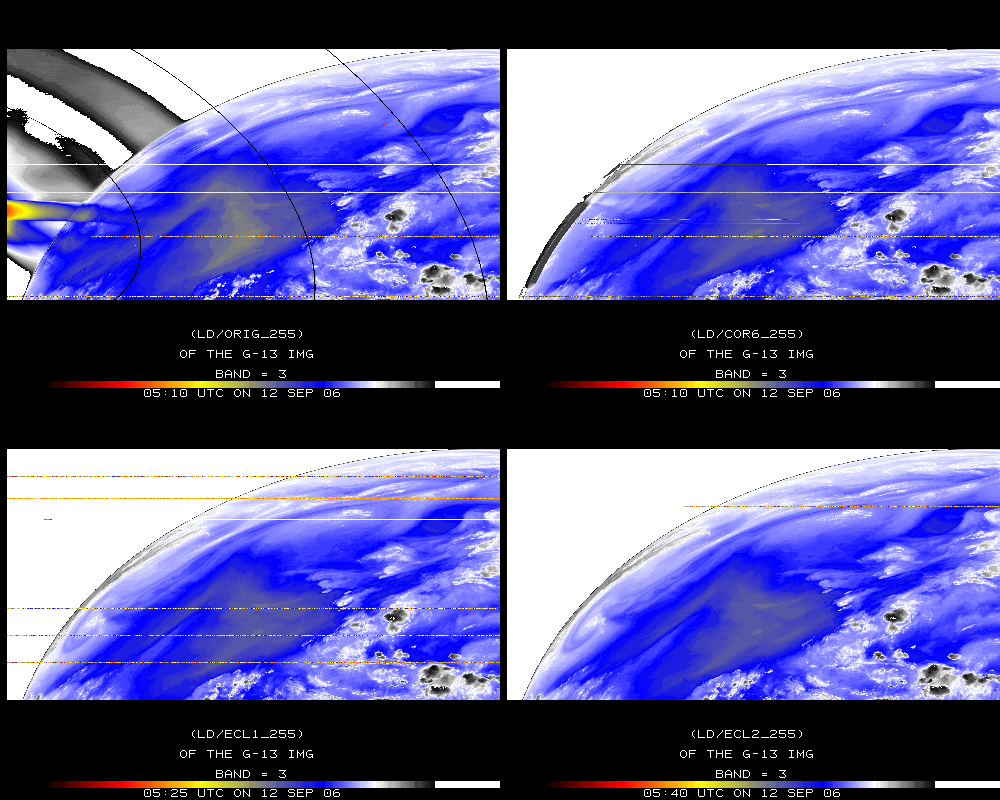 (LD/ORIG_255)
OF THE G-13 IMG
BAND = 3
05:10 UTC ON 12 SEP 06
(LD/COR6_255)
OF THE G-13 IMG
BAND = 3
05:10 UTC ON 12 SEP 06
(LD/ECL1_255)
OF THE G-13 IMG
BAND = 3
05:25 UTC ON 12 SEP 06
(LD/ECL2_255)
OF THE G-13 IMG
BAND = 3
05:40 UTC ON 12 SEP 06